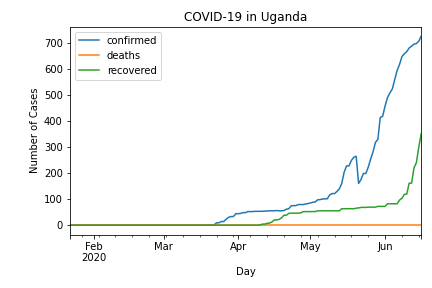 COVID-19 in Uganda
confirmed
deaths
recovered
Number of Cases
700
600
500
400
300
200
100
0
Feb Mar Apr May Jun
2020
Day